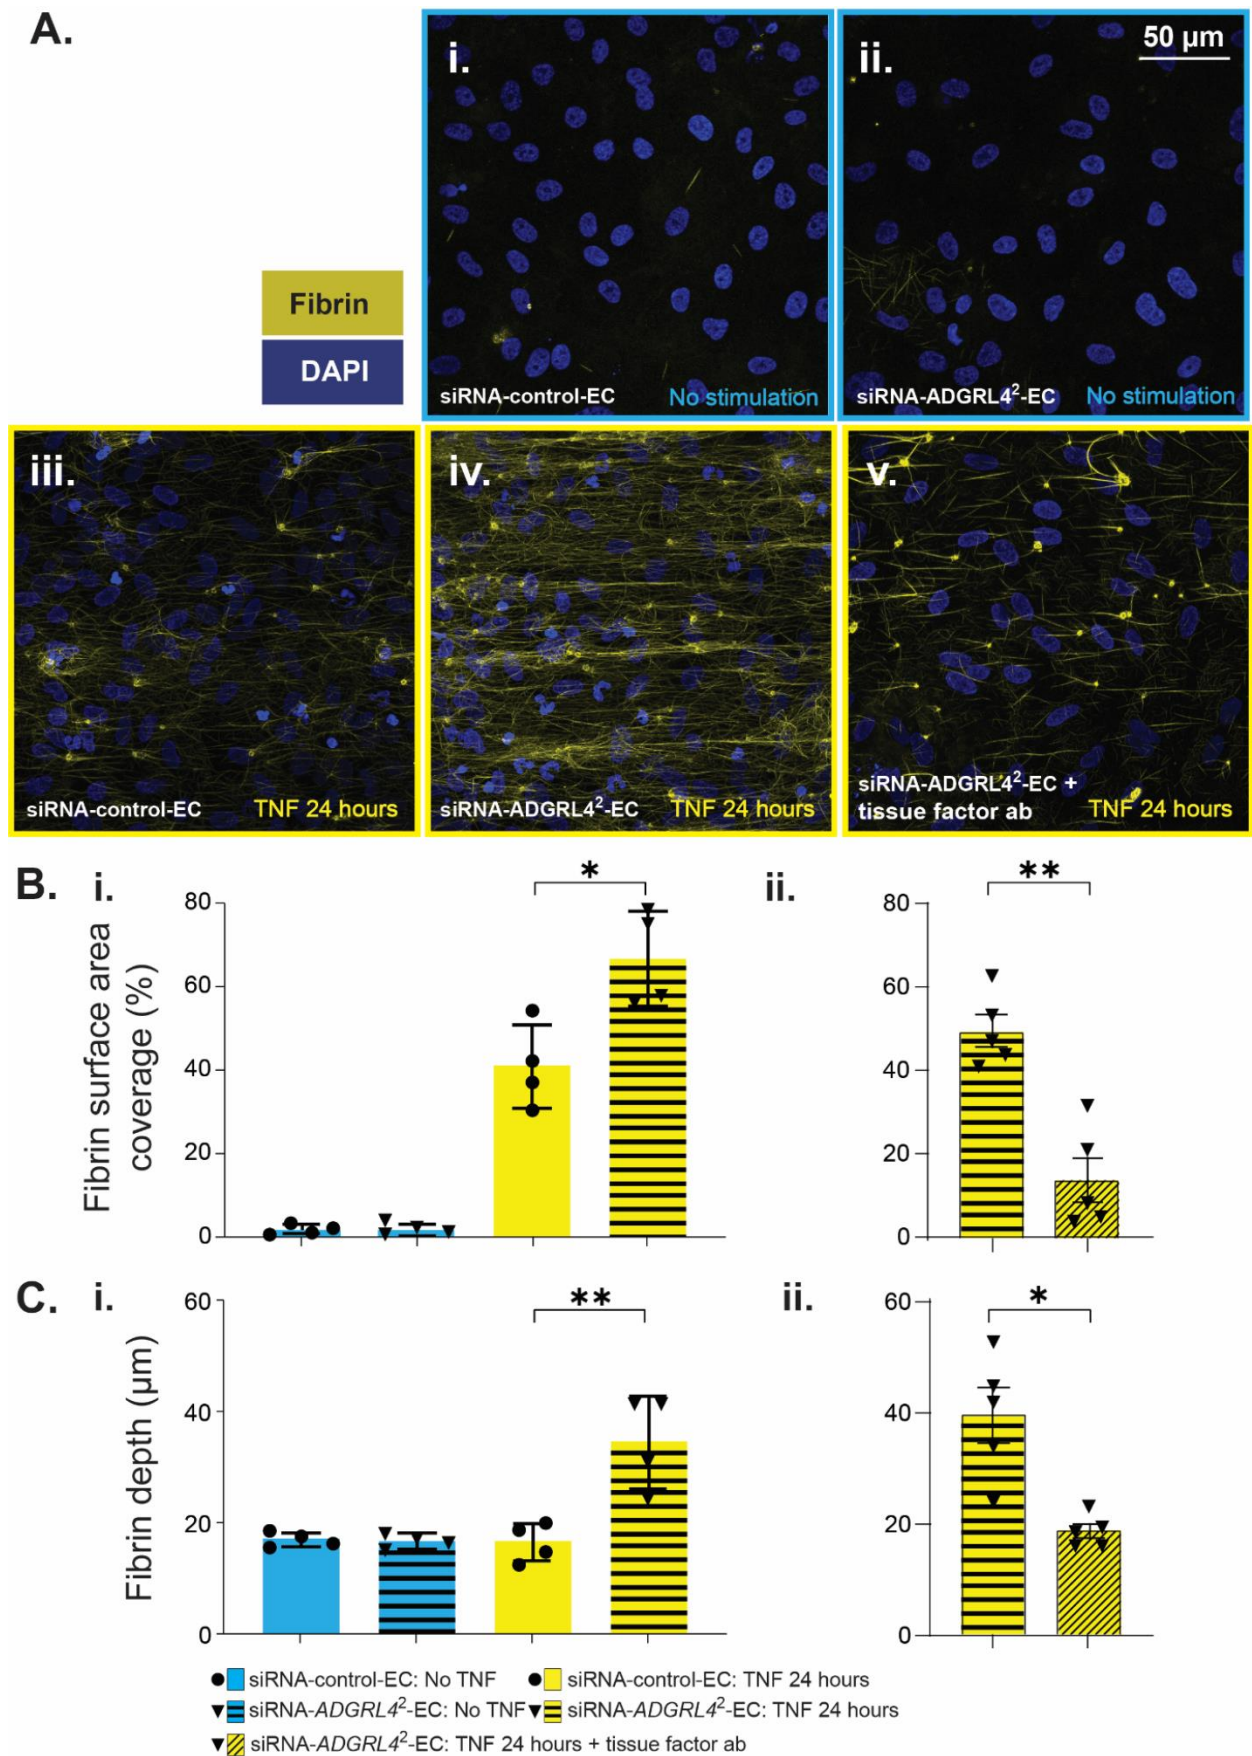 A.
i.
ii.
50 µm
Fibrin
DAPI
siRNA-control-EC
No stimulation
siRNA-ADGRL4²-EC
No stimulation
iii.
iv.
v.
siRNA-control-EC
TNF 24 hours
siRNA-ADGRL4²-EC
TNF 24 hours
siRNA-ADGRL4²-EC +
tissue factor ab
TNF 24 hours
B.
i.
ii.
Fibrin surface area
coverage (%)
80
60
40
20
0
*
80
60
40
20
0
**
C.
i.
ii.
Fibrin depth (µm)
60
40
20
0
**
60
40
20
0
*
siRNA-control-EC: No TNF
siRNA-control-EC: TNF 24 hours
siRNA-ADGRL4²-EC: No TNF
siRNA-ADGRL4²-EC: TNF 24 hours
siRNA-ADGRL4²-EC: TNF 24 hours + tissue factor ab